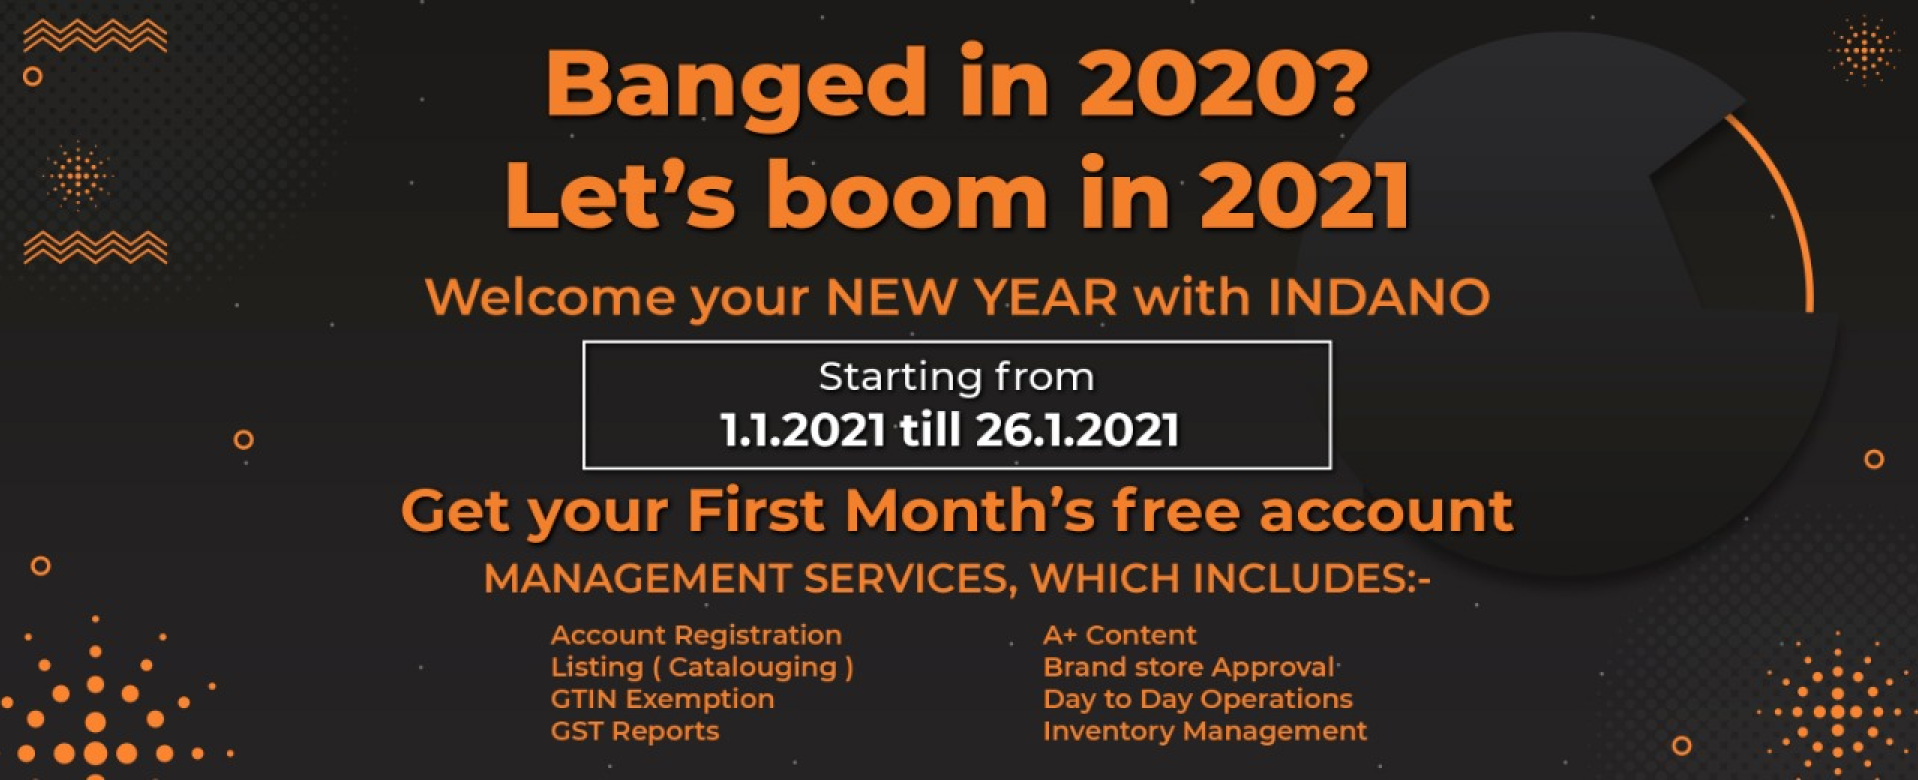 Banged in 2020?
Let's boom in 2021
Welcome your NEW YEAR with INDANO
Starting from
1.1.2021 till 26.1.2021
Get your First Month's free account
MANAGEMENT SERVICES, WHICH INCLUDES:-
Account Registration
Listing ( Catalouging )
GTIN Exemption
GST Reports
A+ Content
Brand store Approval
Day to Day Operations
Inventory Management